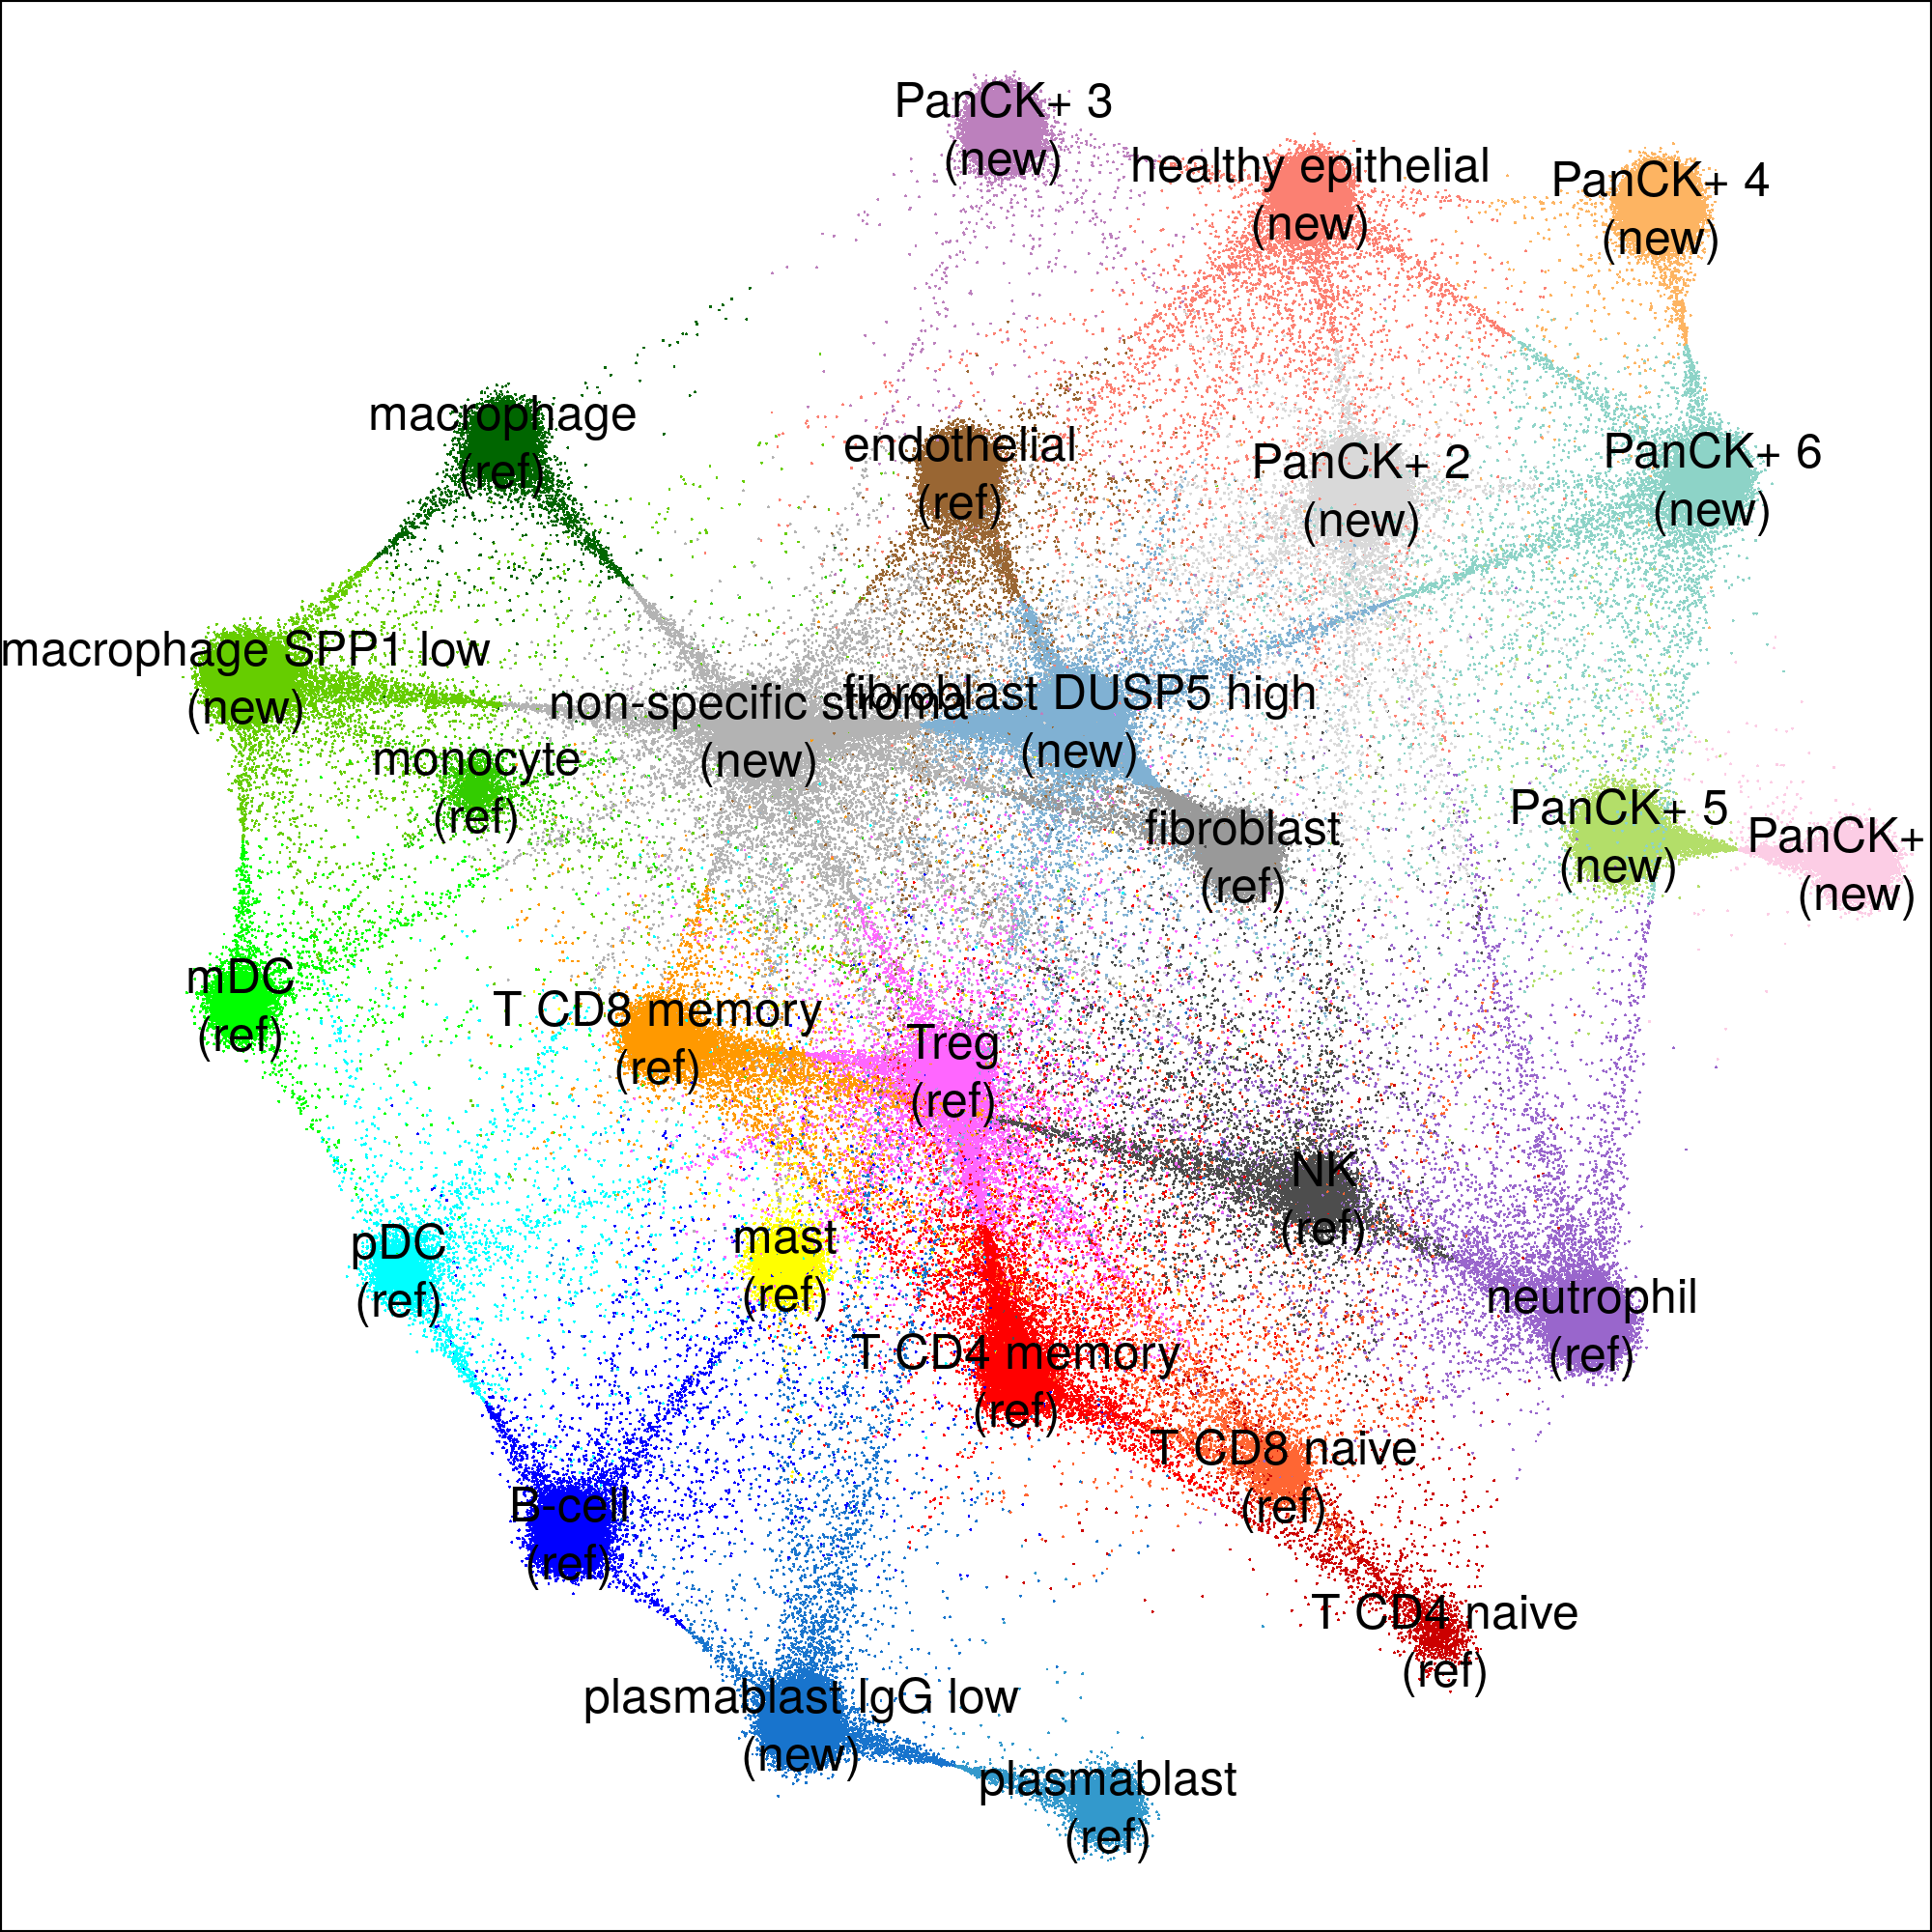 PanCK+ 3
(new)
healthy epithelial
(new)
PanCK+ 4
(new)
macrophage
(ref)
endothelial
(ref)
PanCK+ 2
(new)
PanCK+ 6
(new)
macrophage SPP1 low
(new)
non-specific stroma
(new)
fibroblast DUSP5 high
(new)
monocyte
(ref)
fibroblast
(ref)
PanCK+ 5
(new)
PanCK+
(new)
mDC
(ref)
T CD8 memory
(ref)
Treg
(ref)
NK
(ref)
pDC
(ref)
mast
(ref)
neutrophil
(ref)
T CD4 memory
(ref)
T CD8 naive
(ref)
B-cell
(ref)
T CD4 naive
(ref)
plasmablast IgG low
(new)
plasmablast
(ref)